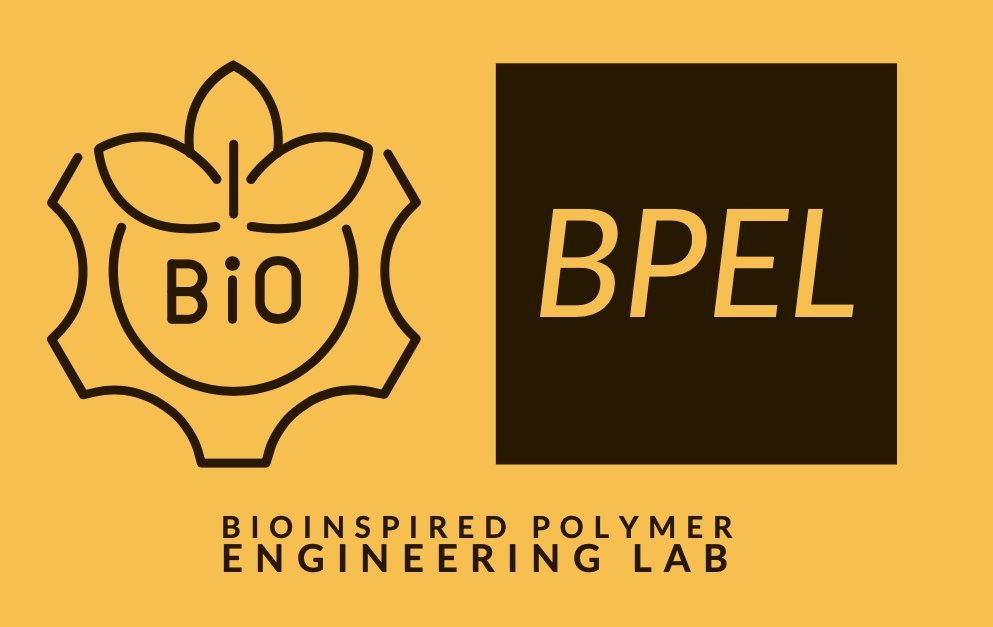 BiO
BPEL
BIOINSPIRED POLYMER
ENGINEERING LAB